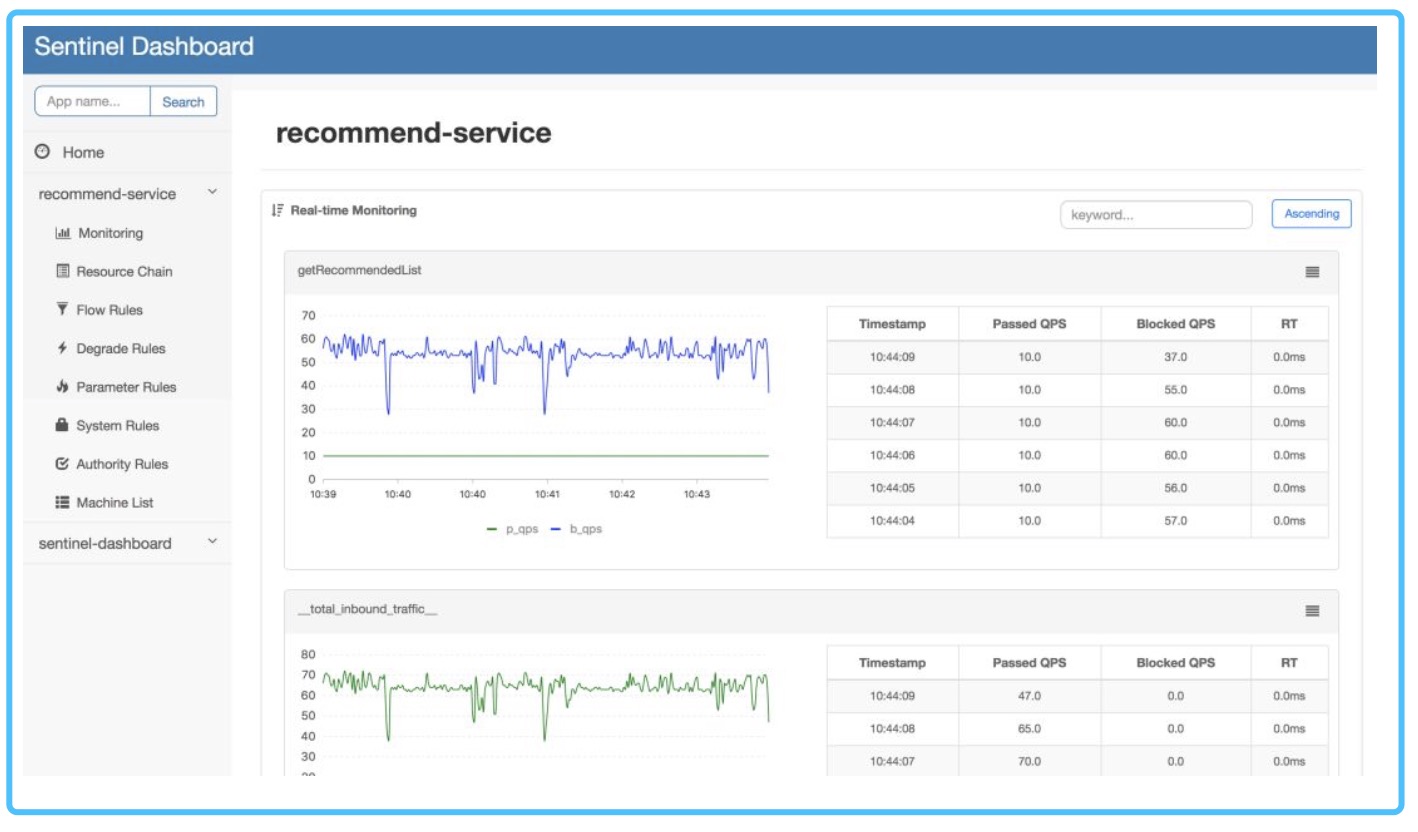 Sentinel Dashboard
App name... Search
Home
recommend-service
Monitoring
Resource Chain
Flow Rules
Degrade Rules
Parameter Rules
System Rules
Authority Rules
Machine List
sentinel-dashboard
recommend-service
Real-time Monitoring keyword... Ascending
getRecommendedList
70
60
50
40
30
20
10
0
10:39 10:40 10:40 10:41 10:42 10:43
p_qps b_qps
Timestamp Passed QPS Blocked QPS RT
10:44:09 10.0 37.0 0.0ms
10:44:08 10.0 55.0 0.0ms
10:44:07 10.0 60.0 0.0ms
10:44:06 10.0 60.0 0.0ms
10:44:05 10.0 56.0 0.0ms
10:44:04 10.0 57.0 0.0ms
__total_inbound_traffic__
80
70
60
50
40
30
Timestamp Passed QPS Blocked QPS RT
10:44:09 47.0 0.0 0.0ms
10:44:08 65.0 0.0 0.0ms
10:44:07 70.0 0.0 0.0ms